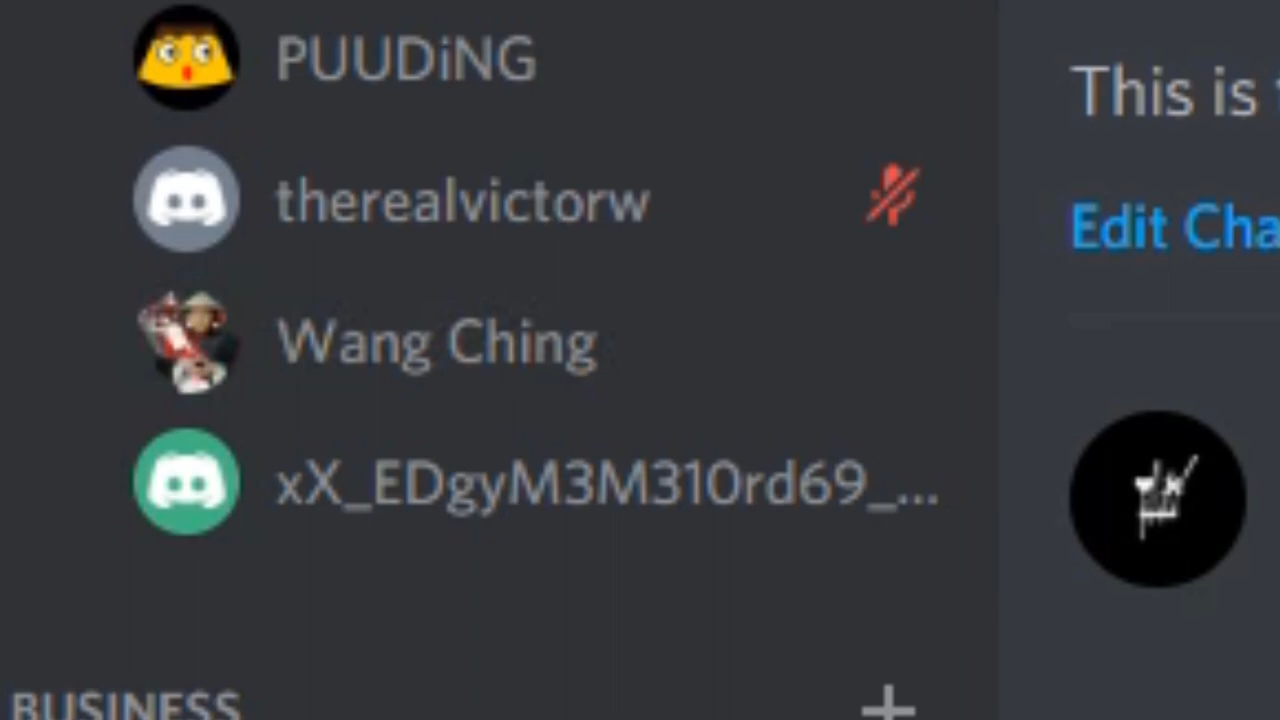 PUUDiNG
therealvictorw
Wang Ching
xX_EDgyM3M310rd69_...
BUSINESS
This is
Edit Cha